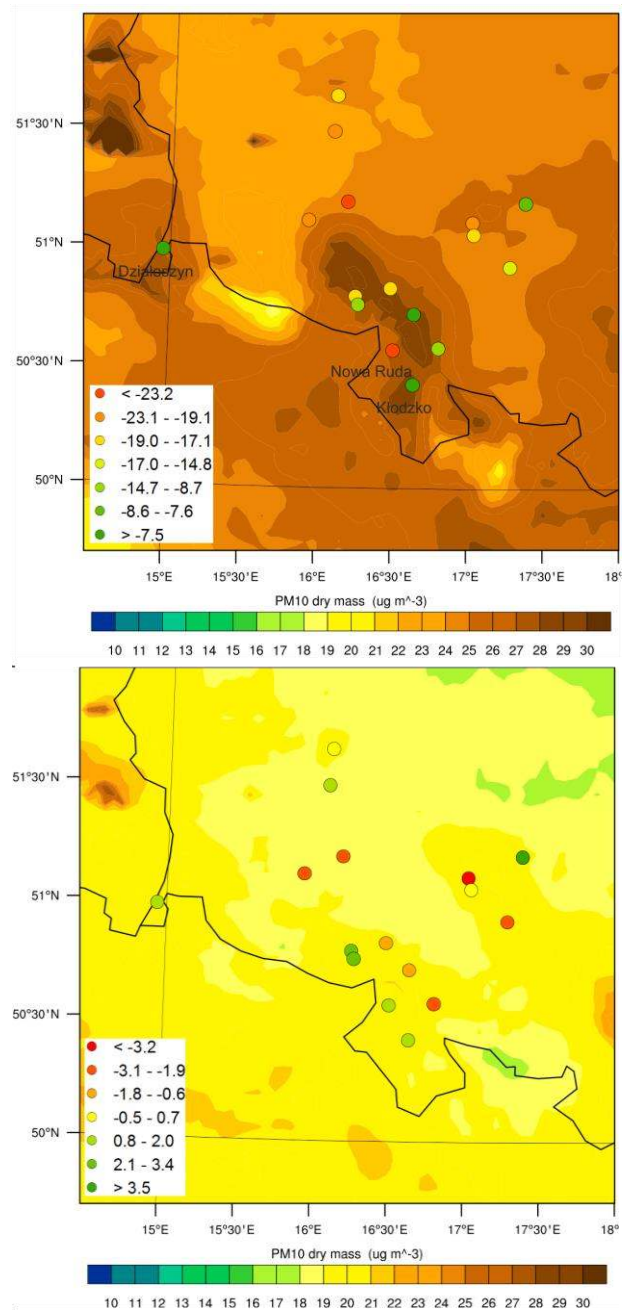 51°30'N
51°N
50°30'N
50°N
Działoszyn
Nowa Ruda
Kłodzko
< -23.2
-23.1 - -19.1
-19.0 - -17.1
-17.0 - -14.8
-14.7 - -8.7
-8.6 - -7.6
> -7.5
15°E 15°30'E 16°E 16°30'E 17°E 17°30'E 18°
PM10 dry mass (ug m^-3)
10 11 12 13 14 15 16 17 18 19 20 21 22 23 24 25 26 27 28 29 30
51°30'N
51°N
50°30'N
50°N
< -3.2
-3.1 - -1.9
-1.8 - -0.6
-0.5 - 0.7
0.8 - 2.0
2.1 - 3.4
> 3.5
15°E 15°30'E 16°E 16°30'E 17°E 17°30'E 18°
PM10 dry mass (ug m^-3)
10 11 12 13 14 15 16 17 18 19 20 21 22 23 24 25 26 27 28 29 30